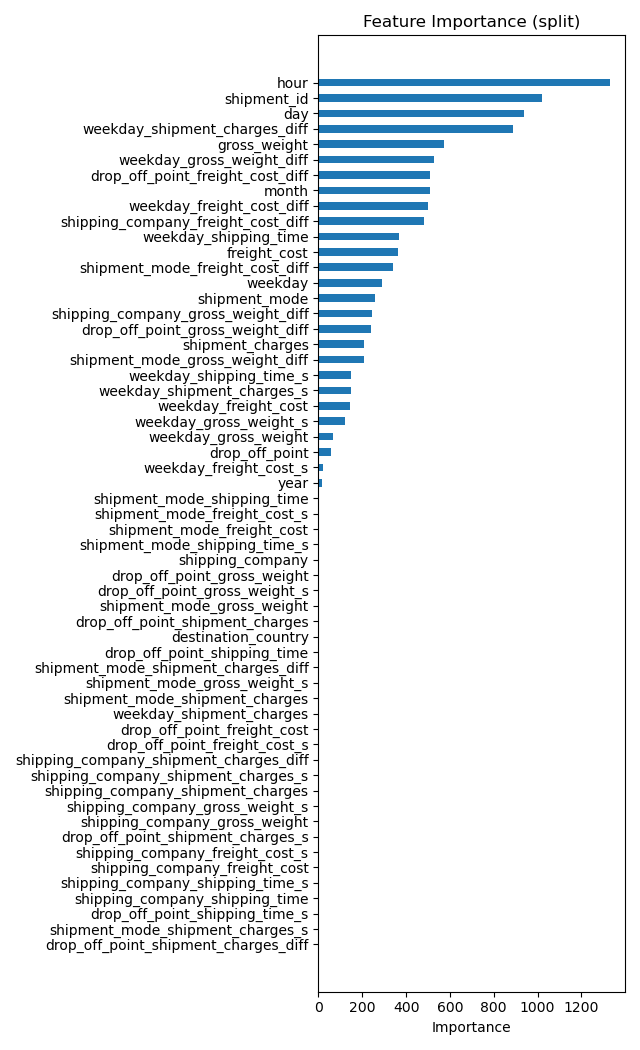 Feature Importance (split)
hour
shipment_id
day
weekday_shipment_charges_diff
gross_weight
weekday_gross_weight_diff
drop_off_point_freight_cost_diff
month
weekday_freight_cost_diff
shipping_company_freight_cost_diff
weekday_shipping_time
freight_cost
shipment_mode_freight_cost_diff
weekday
shipment_mode
shipping_company_gross_weight_diff
drop_off_point_gross_weight_diff
shipment_charges
shipment_mode_gross_weight_diff
weekday_shipping_time_s
weekday_shipment_charges_s
weekday_freight_cost
weekday_gross_weight_s
weekday_gross_weight
drop_off_point
weekday_freight_cost_s
year
shipment_mode_shipping_time
shipment_mode_freight_cost_s
shipment_mode_freight_cost
shipment_mode_shipping_time_s
shipping_company
drop_off_point_gross_weight
drop_off_point_gross_weight_s
shipment_mode_gross_weight
drop_off_point_shipment_charges
destination_country
drop_off_point_shipping_time
shipment_mode_shipment_charges_diff
shipment_mode_gross_weight_s
shipment_mode_shipment_charges
weekday_shipment_charges
drop_off_point_freight_cost
drop_off_point_freight_cost_s
shipping_company_shipment_charges_diff
shipping_company_shipment_charges_s
shipping_company_shipment_charges
shipping_company_gross_weight_s
shipping_company_gross_weight
drop_off_point_shipment_charges_s
shipping_company_freight_cost_s
shipping_company_freight_cost
shipping_company_shipping_time_s
shipping_company_shipping_time
drop_off_point_shipping_time_s
shipment_mode_shipment_charges_s
drop_off_point_shipment_charges_diff
0 200 400 600 800 1000 1200
Importance